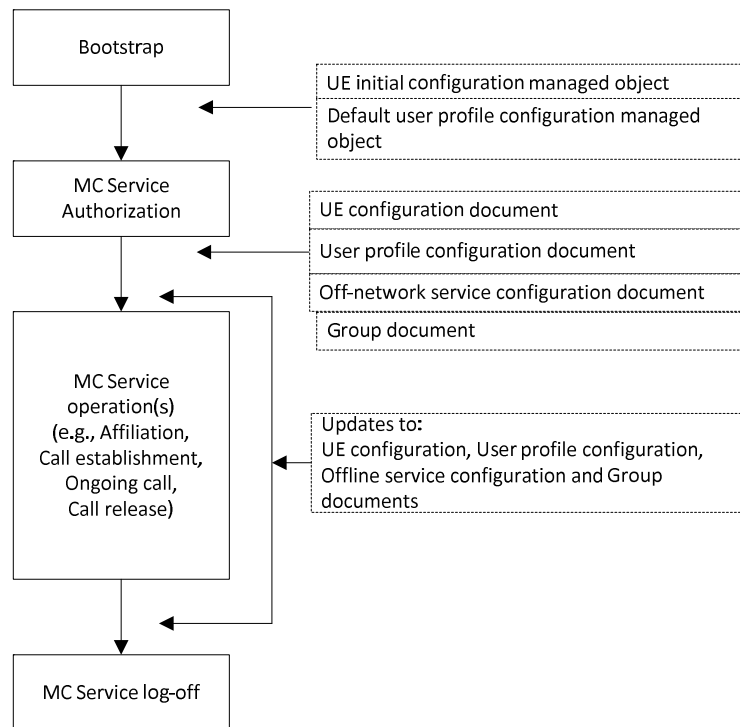 Bootstrap
UE initial configuration managed object
Default user profile configuration managed
object
MC Service
Authorization
UE configuration document
User profile configuration document
Off-network service configuration document
Group document
MC Service
operation(s)
(e.g., Affiliation,
Call establishment,
Ongoing call,
Call release)
Updates to:
UE configuration, User profile configuration,
Offline service configuration and Group
documents
MC Service log-off